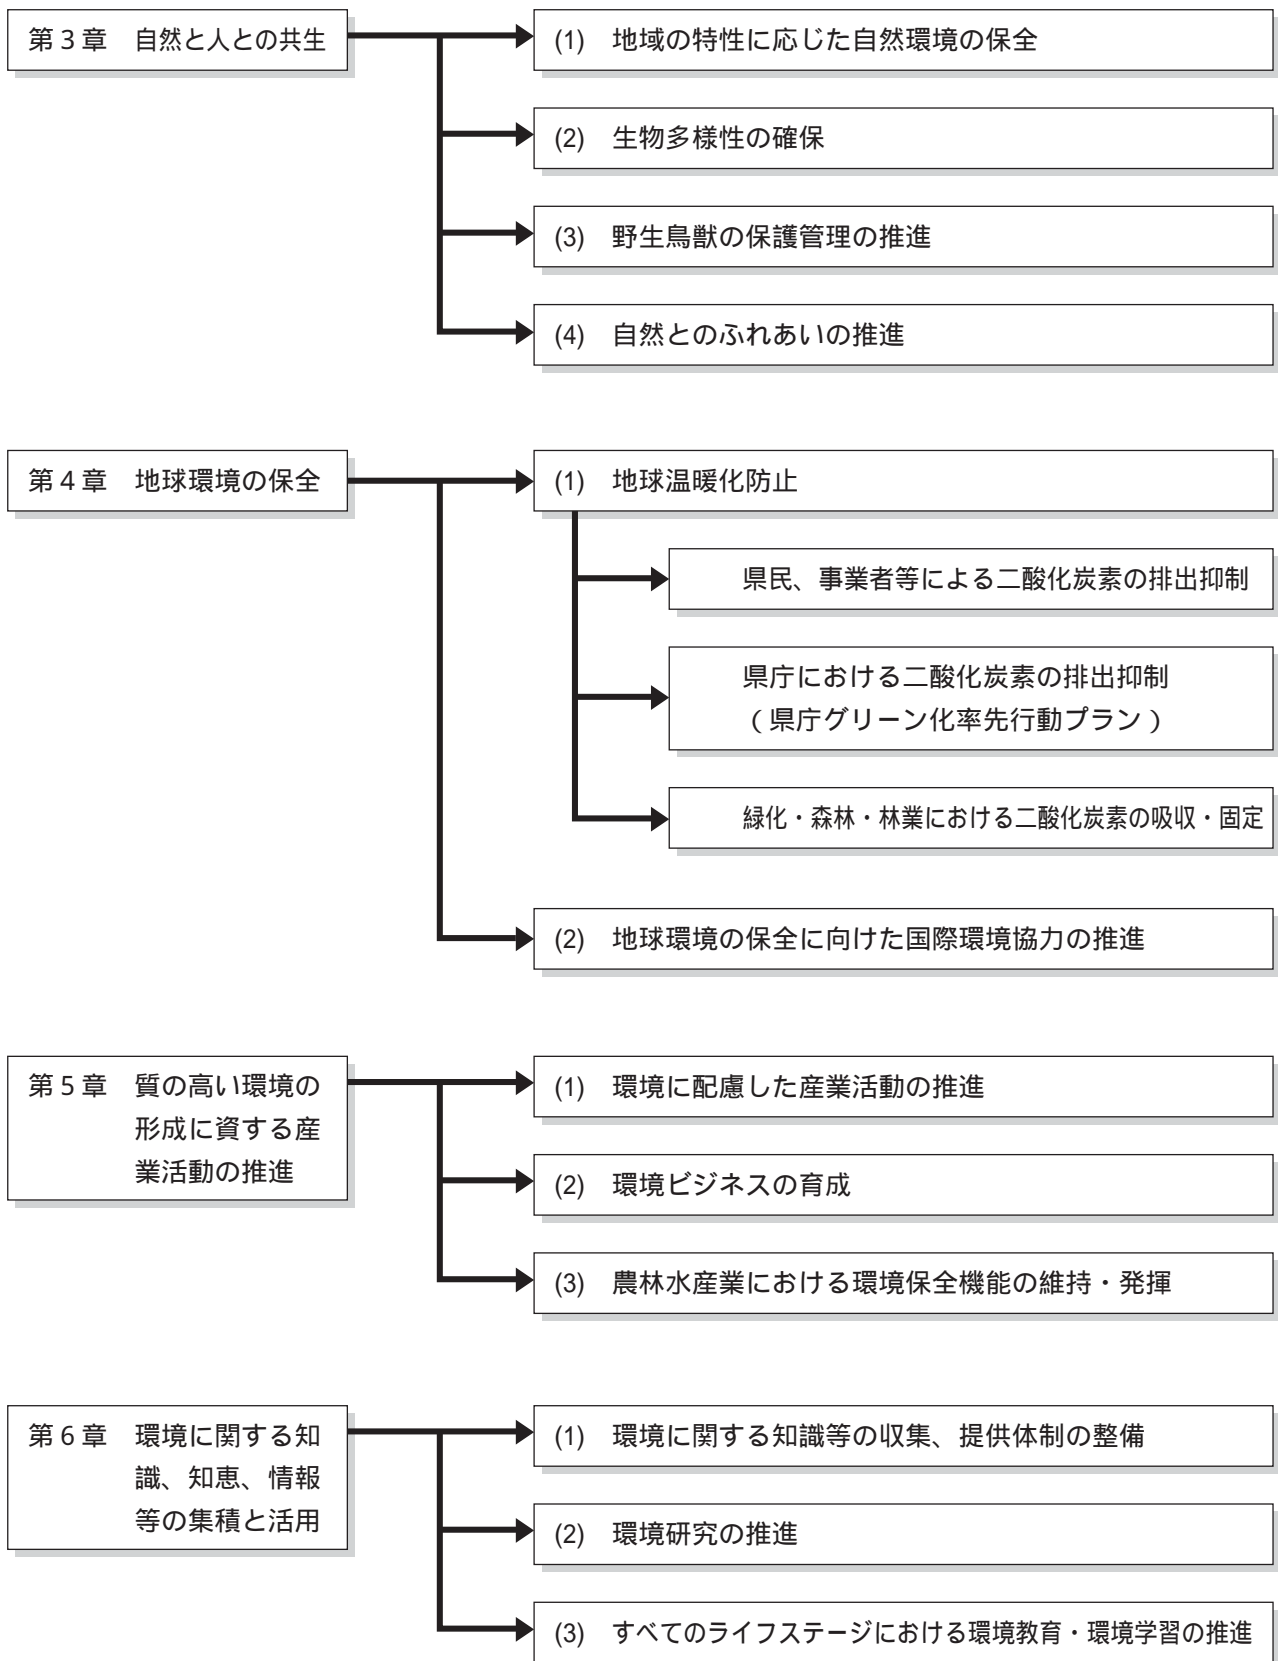 第３章　自然と人との共生
(1)　地域の特性に応じた自然環境の保全
(2)　生物多様性の確保
(3)　野生鳥獣の保護管理の推進
(4)　自然とのふれあいの推進
第４章　地球環境の保全
(1)　地球温暖化防止
県民、事業者等による二酸化炭素の排出抑制
県庁における二酸化炭素の排出抑制
（県庁グリーン化率先行動プラン）
緑化・森林・林業における二酸化炭素の吸収・固定
(2)　地球環境の保全に向けた国際環境協力の推進
第５章　質の高い環境の
形成に資する産
業活動の推進
(1)　環境に配慮した産業活動の推進
(2)　環境ビジネスの育成
(3)　農林水産業における環境保全機能の維持・発揮
第６章　環境に関する知
識、知恵、情報
等の集積と活用
(1)　環境に関する知識等の収集、提供体制の整備
(2)　環境研究の推進
(3)　すべてのライフステージにおける環境教育・環境学習の推進